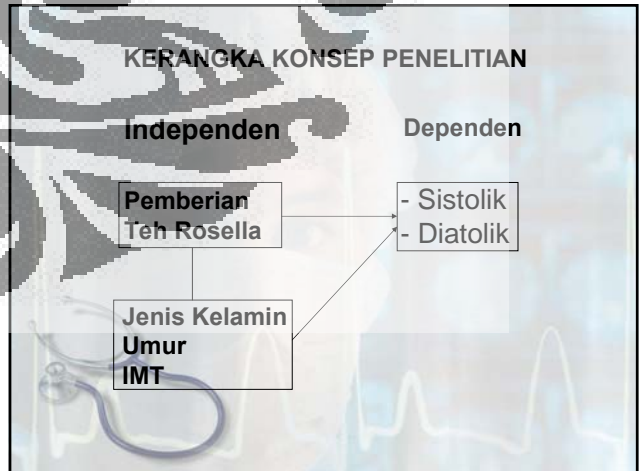 KERANGKA KONSEP PENELITIAN
Independen
Dependen
Pemberian
Teh Rosella
- Sistolik
- Diatolik
Jenis Kelamin
Umur
IMT